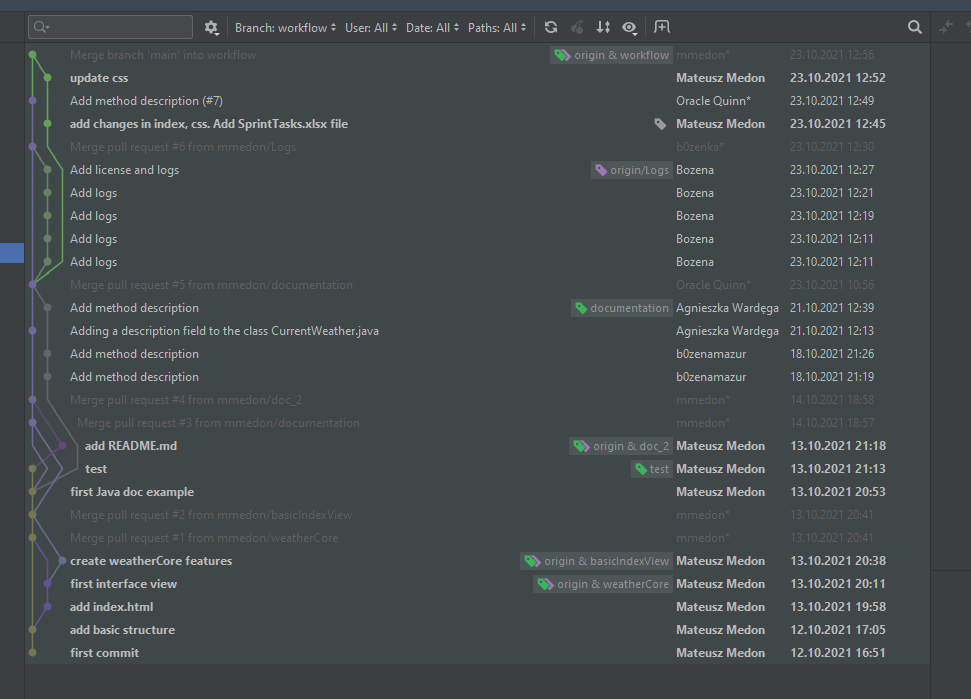 Branch: workflow User: All Date: All Paths: All
Merge branch 'main' into workflow origin & workflow mmedon* 23.10.2021 12:56
update css Mateusz Medon 23.10.2021 12:52
Add method description (#7) Oracle Quinn* 23.10.2021 12:49
add changes in index, css. Add SprintTasks.xlsx file Mateusz Medon 23.10.2021 12:45
Merge pull request #6 from mmedon/Logs b0zenka* 23.10.2021 12:30
Add license and logs origin/Logs Bozena 23.10.2021 12:27
Add logs Bozena 23.10.2021 12:21
Add logs Bozena 23.10.2021 12:19
Add logs Bozena 23.10.2021 12:11
Add logs Bozena 23.10.2021 12:11
Merge pull request #5 from mmedon/documentation Oracle Quinn* 23.10.2021 10:56
Add method description documentation Agnieszka Wardęga 21.10.2021 12:39
Adding a description field to the class CurrentWeather.java Agnieszka Wardęga 21.10.2021 12:13
Add method description b0zenamazur 18.10.2021 21:26
Add method description b0zenamazur 18.10.2021 21:19
Merge pull request #4 from mmedon/doc_2 mmedon* 14.10.2021 18:58
Merge pull request #3 from mmedon/documentation mmedon* 14.10.2021 18:57
add README.md origin & doc_2 Mateusz Medon 13.10.2021 21:18
test test Mateusz Medon 13.10.2021 21:13
first Java doc example Mateusz Medon 13.10.2021 20:53
Merge pull request #2 from mmedon/basicIndexView mmedon* 13.10.2021 20:41
Merge pull request #1 from mmedon/weatherCore mmedon* 13.10.2021 20:41
create weatherCore features origin & basicIndexView Mateusz Medon 13.10.2021 20:38
first interface view origin & weatherCore Mateusz Medon 13.10.2021 20:11
add index.html Mateusz Medon 13.10.2021 19:58
add basic structure Mateusz Medon 12.10.2021 17:05
first commit Mateusz Medon 12.10.2021 16:51